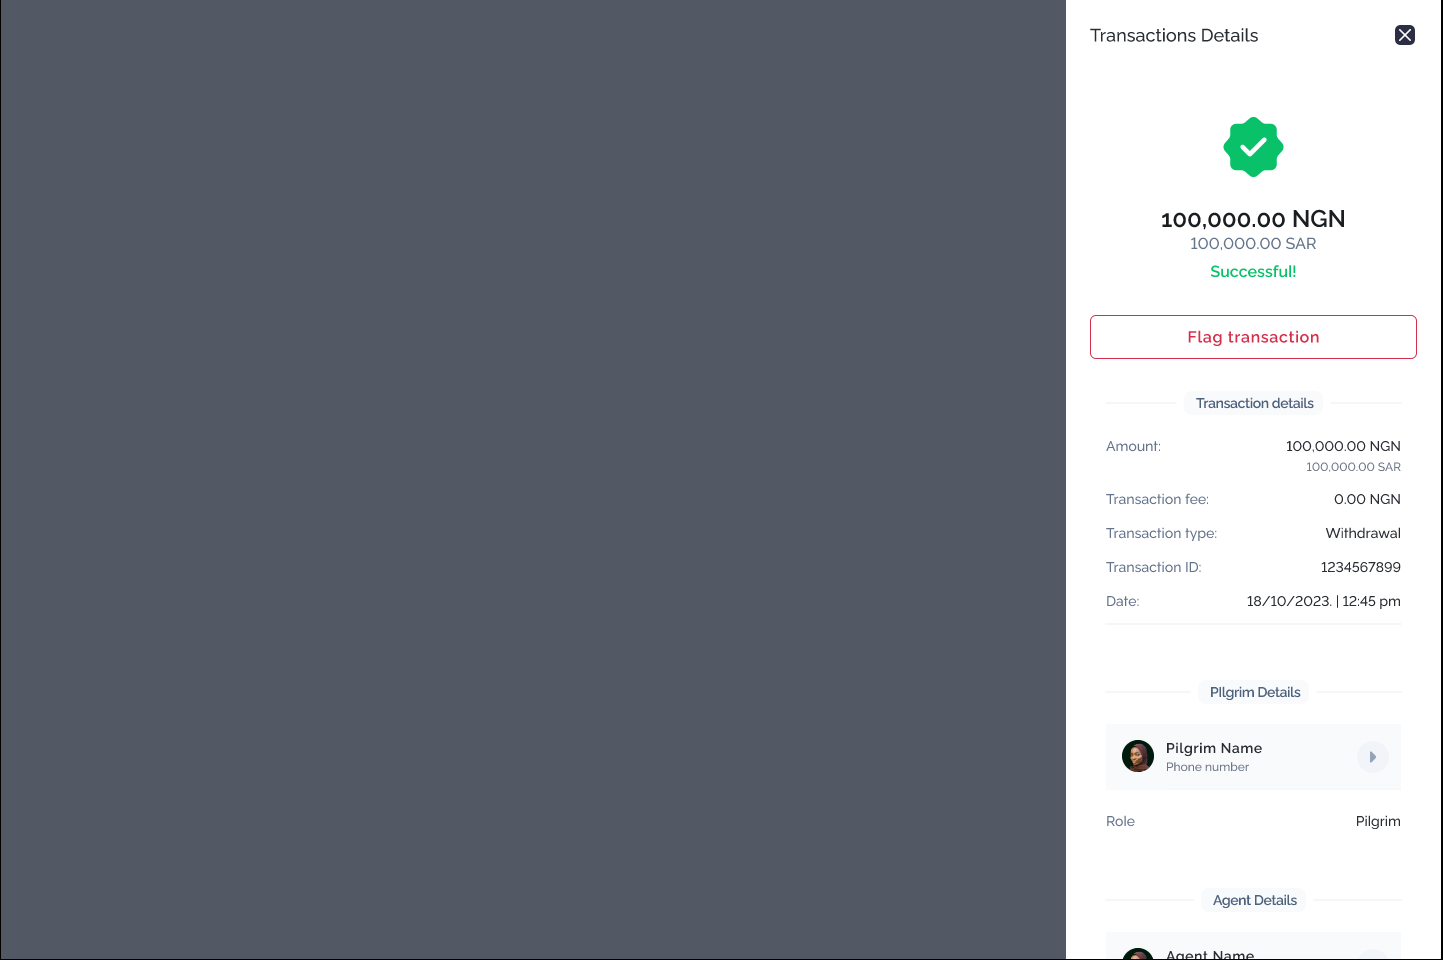 Transactions Details
100,000.00 NGN
100,000.00 SAR
Successful!
Flag transaction
Transaction details
Amount: 100,000.00 NGN
100,000.00 SAR
Transaction fee: 0.00 NGN
Transaction type: Withdrawal
Transaction ID: 1234567899
Date: 18/10/2023. | 12:45 pm
PIlgrim Details
Pilgrim Name
Phone number
Role Pilgrim
Agent Details
Agent Name